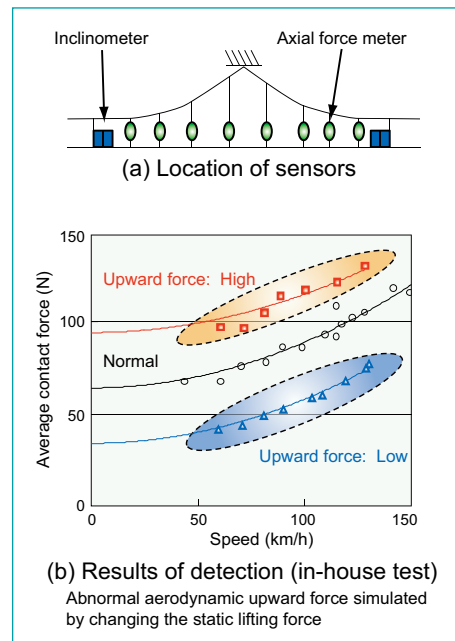 Inclinometer
Axial force meter
(a) Location of sensors
150
Upward force: High
100
Normal
50
Upward force: Low
0
Average contact force (N)
0 50 100 150
Speed (km/h)
(b) Results of detection (in-house test)
Abnormal aerodynamic upward force simulated
by changing the static lifting force